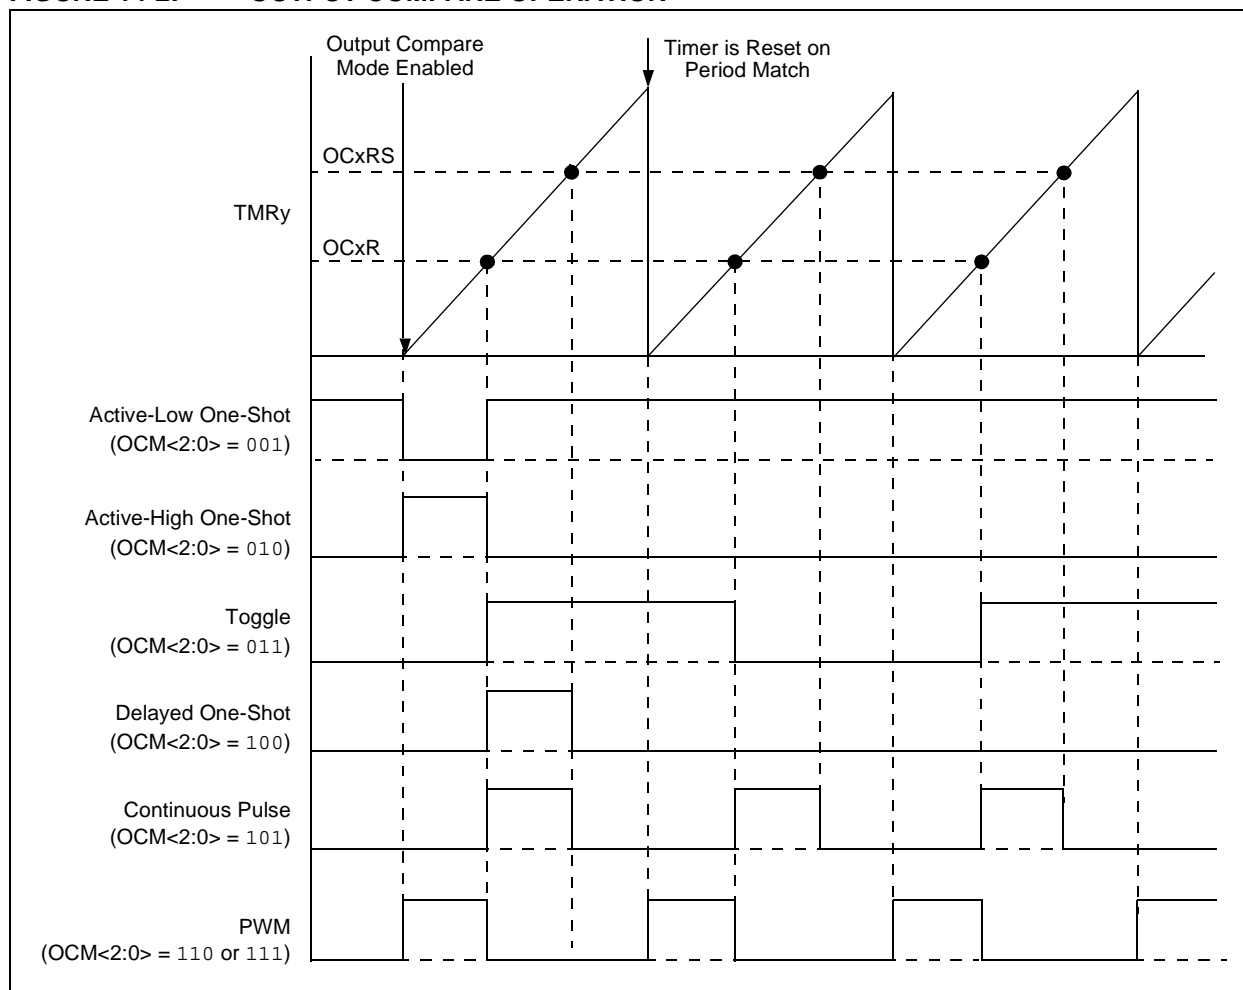 Output Compare
Mode Enabled
Timer is Reset on
Period Match
OCxRS
TMRy
OCxR
Active-Low One-Shot
(OCM<2:0> = 001)
Active-High One-Shot
(OCM<2:0> = 010)
Toggle
(OCM<2:0> = 011)
Delayed One-Shot
(OCM<2:0> = 100)
Continuous Pulse
(OCM<2:0> = 101)
PWM
(OCM<2:0> = 110 or 111)